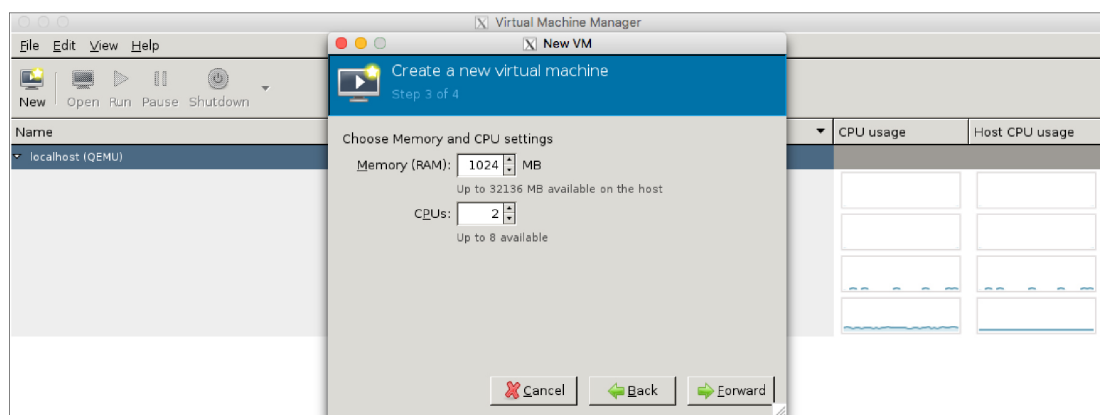 Virtual Machine Manager
File Edit View Help
New Open Run Pause Shutdown
Name CPU usage Host CPU usage
localhost (QEMU)
New VM
Create a new virtual machine
Step 3 of 4
Choose Memory and CPU settings
Memory (RAM): 1024 MB
Up to 32136 MB available on the host
CPUs: 2
Up to 8 available
Cancel Back Forward